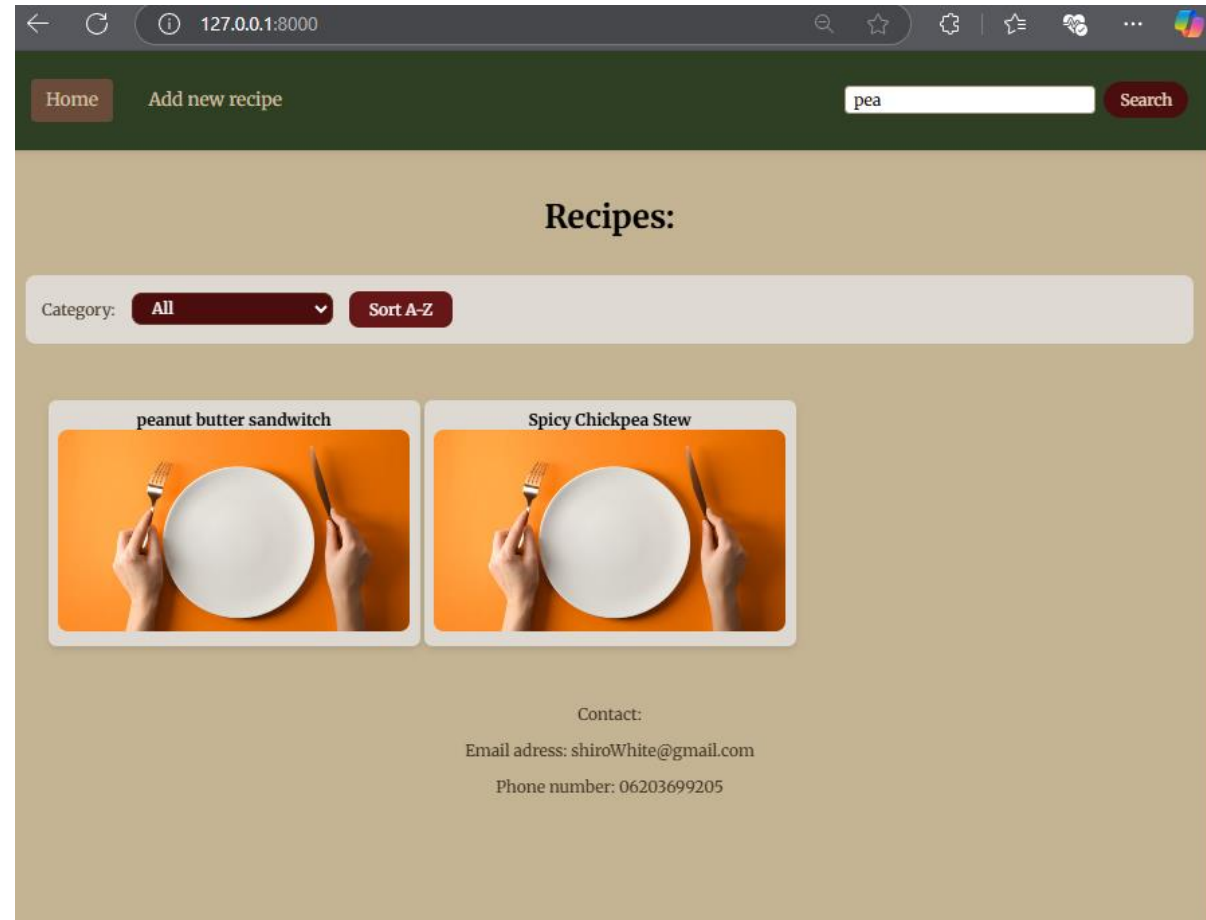 127.0.0.1:8000
Home Add new recipe pea Search
Recipes:
Category: All Sort A-Z
peanut butter sandwitch Spicy Chickpea Stew
Contact:
Email adress: shiroWhite@gmail.com
Phone number: 06203699205